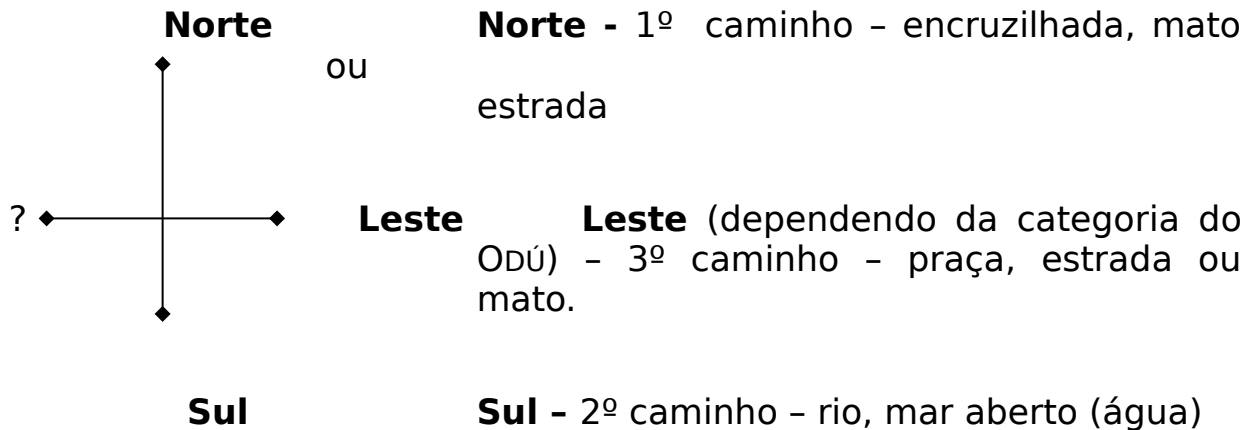 Norte Norte - 1º caminho – encruzilhada, mato
ou
estrada
? Leste Leste (dependendo da categoria do
ODÚ) – 3º caminho – praça, estrada ou
mato.
Sul Sul – 2º caminho – rio, mar aberto (água)